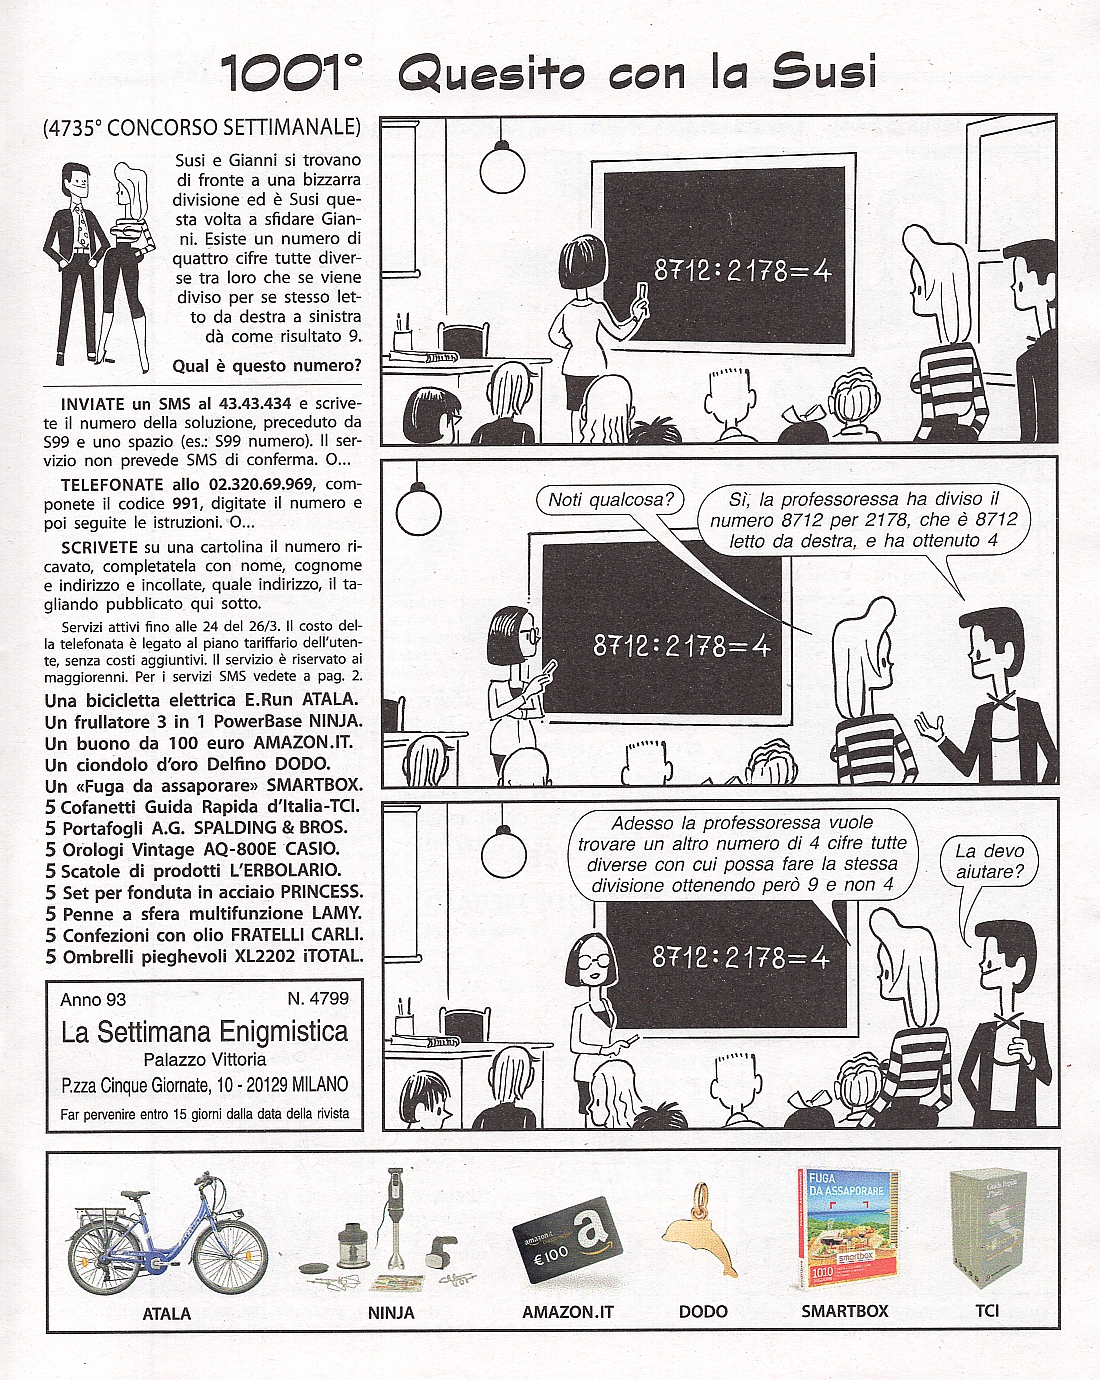 1001° Quesito con la Susi
(4735° CONCORSO SETTIMANALE)
Susi e Gianni si trovano
di fronte a una bizzarra
divisione ed è Susi que-
sta volta a sfidare Gian-
ni. Esiste un numero di
quattro cifre tutte diver-
se tra loro che se viene
diviso per se stesso let-
to da destra a sinistra
dà come risultato 9.
Qual è questo numero?
INVIATE un SMS al 43.43.434 e scrive-
te il numero della soluzione, preceduto da
S99 e uno spazio (es.: S99 numero). Il ser-
vizio non prevede SMS di conferma. O...
TELEFONATE allo 02.320.69.969, com-
ponete il codice 991, digitate il numero e
poi seguite le istruzioni. O...
SCRIVETE su una cartolina il numero ri-
cavato, completatela con nome, cognome
e indirizzo e incollate, quale indirizzo, il ta-
gliando pubblicato qui sotto.
Servizi attivi fino alle 24 del 26/3. Il costo del-
la telefonata è legato al piano tariffario dell'uten-
te, senza costi aggiuntivi. Il servizio è riservato ai
maggiorenni. Per i servizi SMS vedete a pag. 2.
Una bicicletta elettrica E.Run ATALA.
Un frullatore 3 in 1 PowerBase NINJA.
Un buono da 100 euro AMAZON.IT.
Un ciondolo d'oro Delfino DODO.
Un «Fuga da assaporare» SMARTBOX.
5 Cofanetti Guida Rapida d'Italia-TCI.
5 Portafogli A.G. SPALDING & BROS.
5 Orologi Vintage AQ-800E CASIO.
5 Scatole di prodotti L'ERBOLARIO.
5 Set per fonduta in acciaio PRINCESS.
5 Penne a sfera multifunzione LAMY.
5 Confezioni con olio FRATELLI CARLI.
5 Ombrelli pieghevoli XL2202 iTOTAL.
Anno 93 N. 4799
La Settimana Enigmistica
Palazzo Vittoria
P.zza Cinque Giornate, 10 - 20129 MILANO
Far pervenire entro 15 giorni dalla data della rivista
8712:2178=4
Noti qualcosa?
Sì, la professoressa ha diviso il
numero 8712 per 2178, che è 8712
letto da destra, e ha ottenuto 4
8712:2178=4
Adesso la professoressa vuole
trovare un altro numero di 4 cifre tutte
diverse con cui possa fare la stessa
divisione ottenendo però 9 e non 4
La devo
aiutare?
8712:2178=4
amazon.it
a
€100
FUGA
DA ASSAPORARE
smartbox
1010
Guida Rapida
d'Italia
ATALA
NINJA
AMAZON.IT
DODO
SMARTBOX
TCI